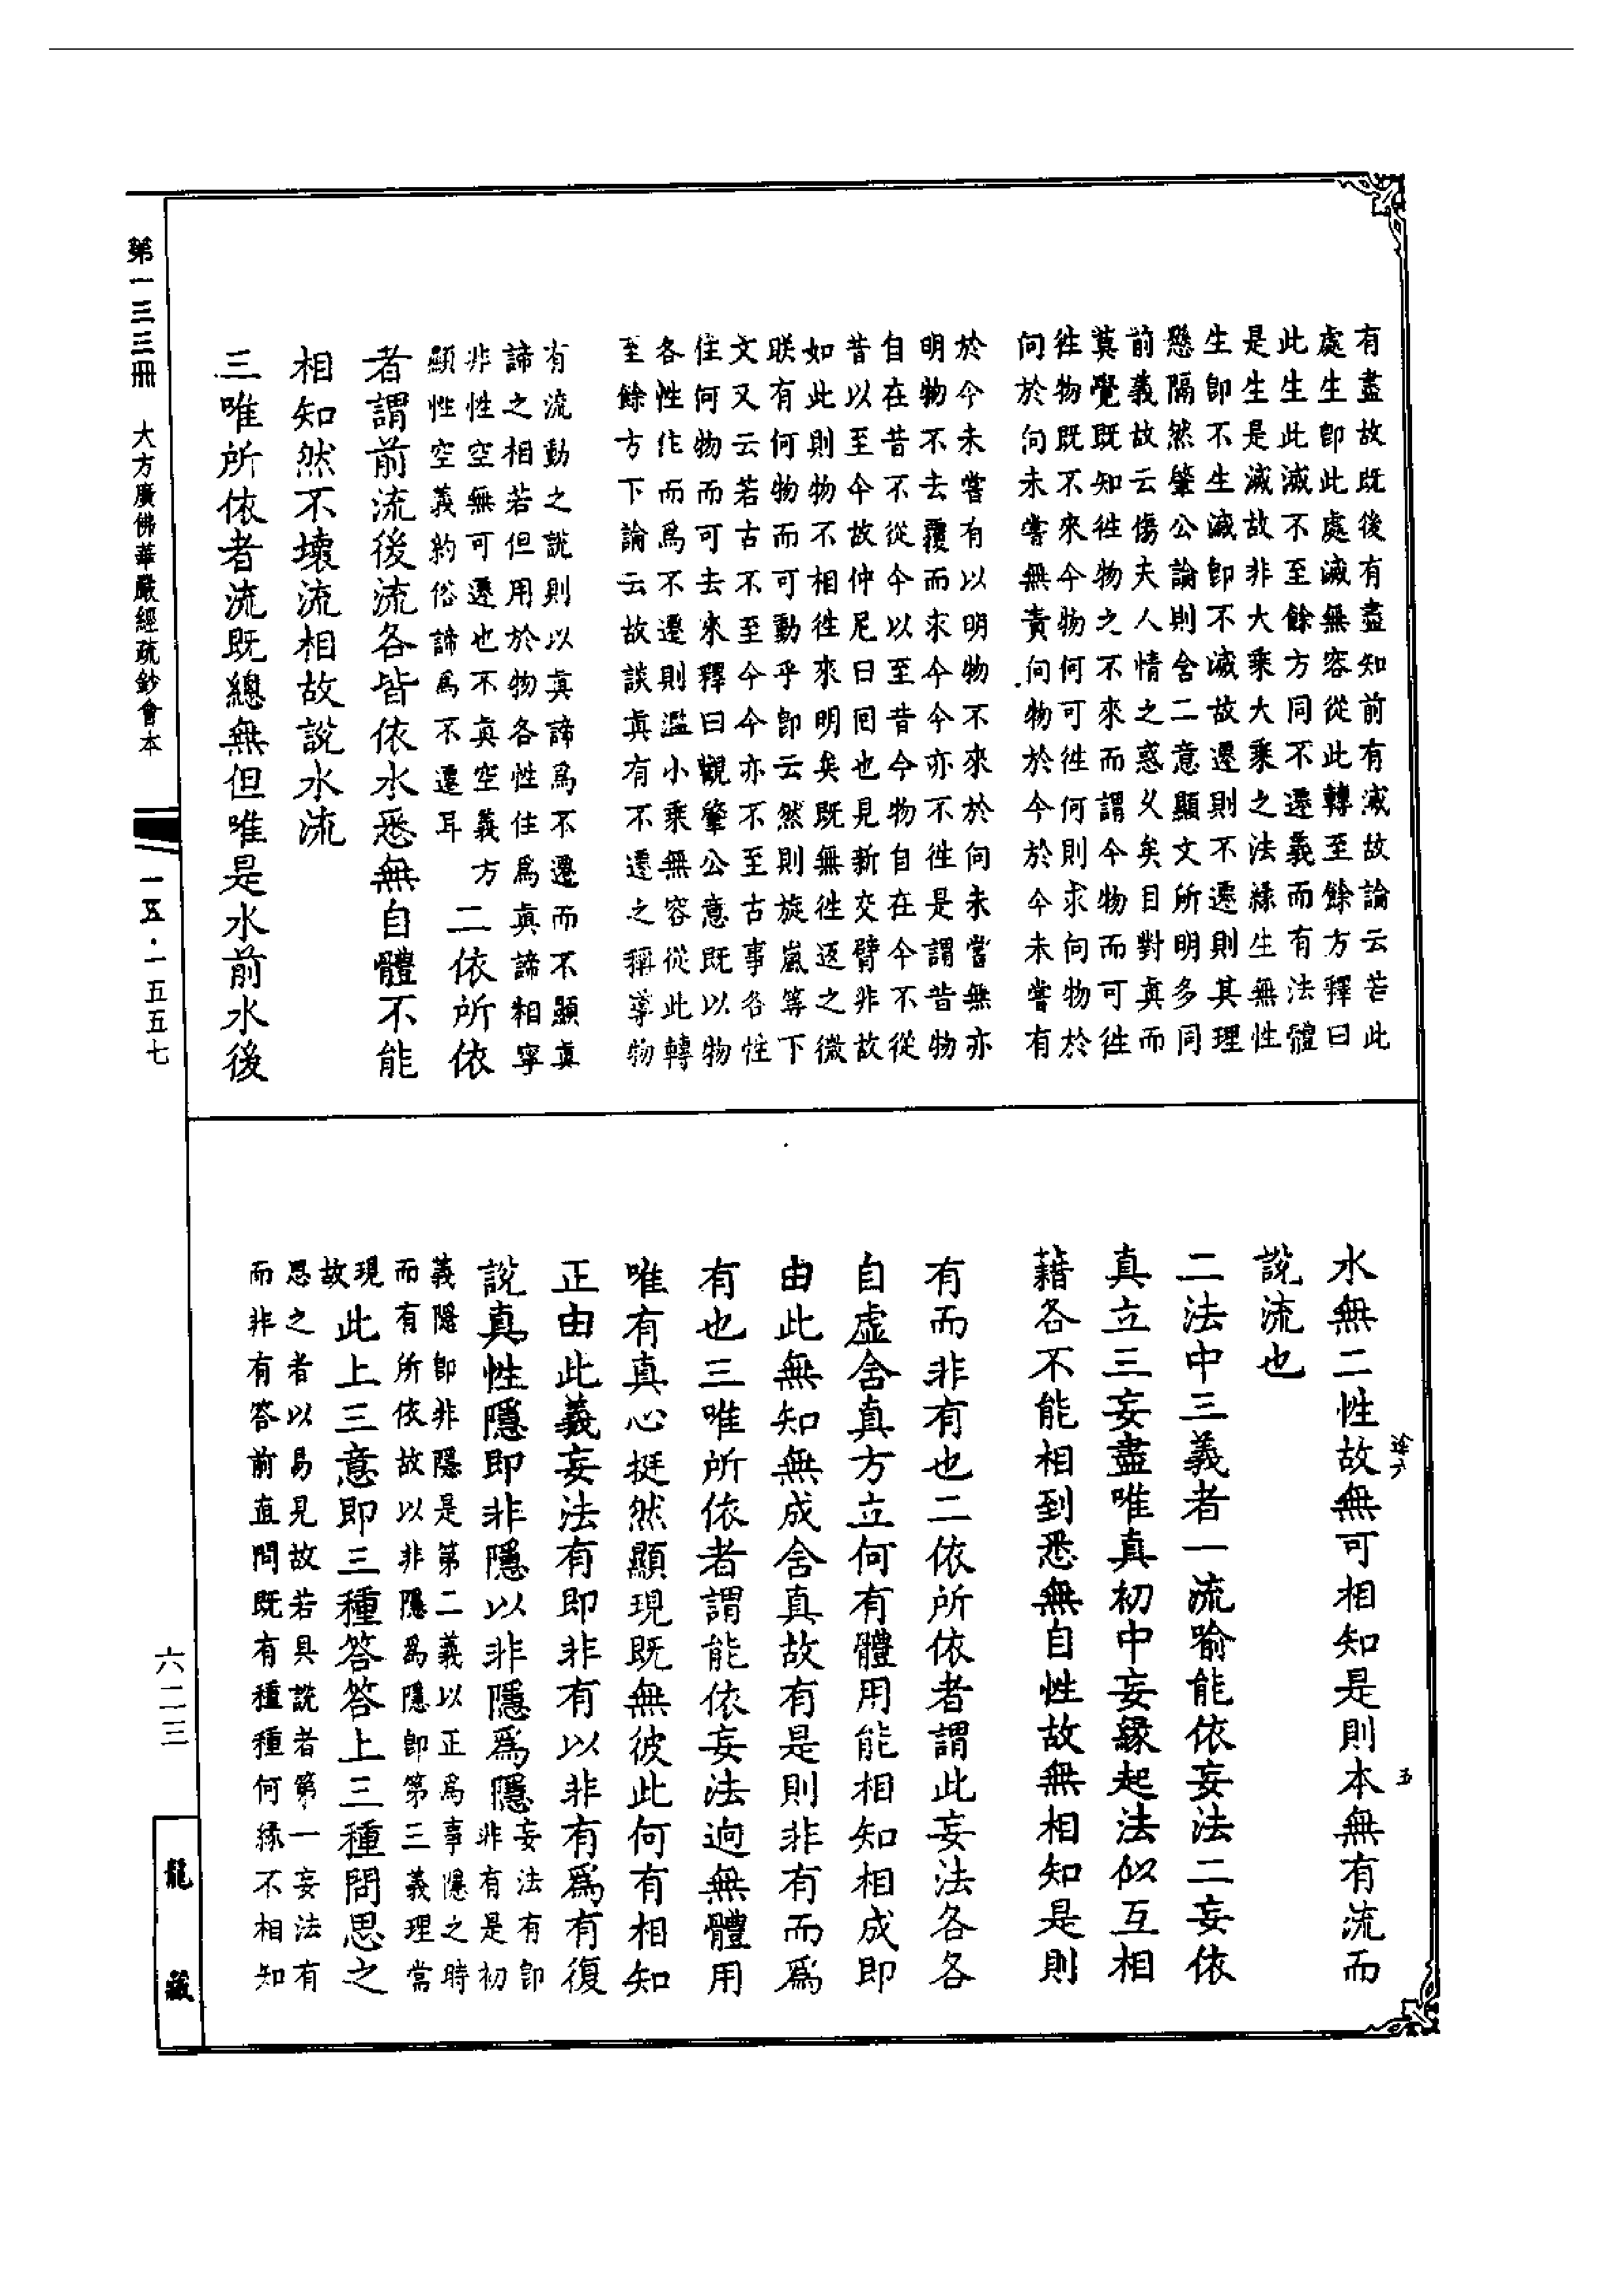 有盡故既後有盡知前有滅故論云若此
處生即此處滅無容從此轉至餘方釋曰
此生此滅不至餘方同不遷義而有法體
是生是滅故非大乘大乘之法緣生無性
生即不生滅即不滅故遷則不遷則其理
懸隔然肇公論則含二意顯文所明多同
前義故云傷夫人情之惑久矣目對真而
莫覺既知徃物之不來而謂今物而可徃
徃物既不來今物何可徃何則求向物於
向於向未嘗無責向物於今於今未嘗有
於今未嘗有以明物不來於向未嘗無亦
明物不去覆而求今今亦不徃是謂昔物
自在昔不從今以至昔今物自在今不從
昔以至今故仲尼曰回也見新交臂非故
如此則物不相徃來明矣既無徃返之微
朕有何物而可動乎即云然則旋嵐等下
文又云若古不至今今亦不至古事各性
住何物而可去來釋曰觀肇公意既以物
各性住而爲不遷則濫小乘無容從此轉
至餘方下論云故談真有不遷之稱導物
有流動之說則以真諦爲不遷而不顯真
諦之相若但用於物各性住爲真諦相寧
非性空無可遷也不真空義方
顯性空義約俗諦爲不遷耳
二依所依
者謂前流後流各皆依水悉無自體不能
相知然不壞流相故說水流
三唯所依者流既總無但唯是水前水後
水無二性故無可相知是則本無有流而
說流也
二法中三義者一流喻能依妄法二妄依
真立三妄盡唯真初中妄緣起法似互相
藉各不能相到悉無自性故無相知是則
有而非有也二依所依者謂此妄法各各
自虛含真方立何有體用能相知相成即
由此無知無成含真故有是則非有而爲
有也三唯所依者謂能依妄法逈無體用
唯有真心挺然顯現既無彼此何有相知
正由此義妄法有即非有以非有爲有復
說真性隱即非隱以非隱爲隱
妄法有即
非有是初
義隱即非隱是第二義以正爲事隱之時
而有所依故以非隱爲隱即第三義理當
現
故
此上三意即三種答答上三種問思之
思之者以易見故若具說者第一妄法有
而非有答前直問既有種種何緣不相知
第一三三冊 大方廣佛華嚴經疏鈔會本 一五·一五五七
六二三
龍藏
五